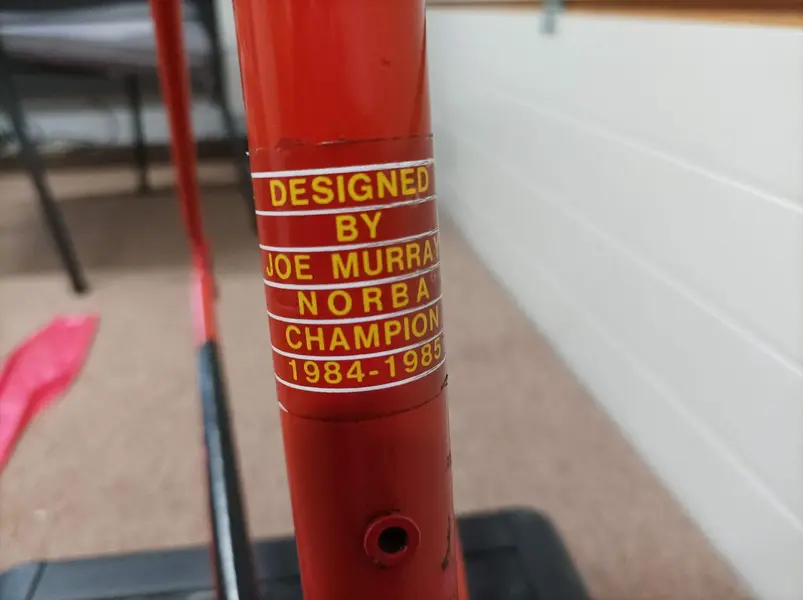 DESIGNED
BY
JOE MURRAY
NORBA
CHAMPION
1984-1985